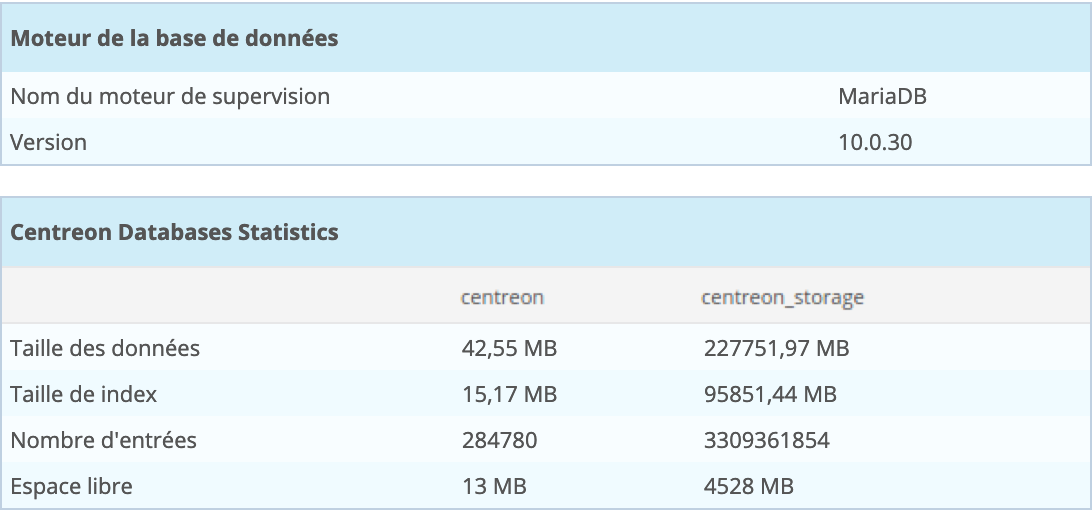 Moteur de la base de données
Nom du moteur de supervision MariaDB
Version 10.0.30
Centreon Databases Statistics
centreon centreon_storage
Taille des données 42,55 MB 227751,97 MB
Taille de index 15,17 MB 95851,44 MB
Nombre d'entrées 284780 3309361854
Espace libre 13 MB 4528 MB